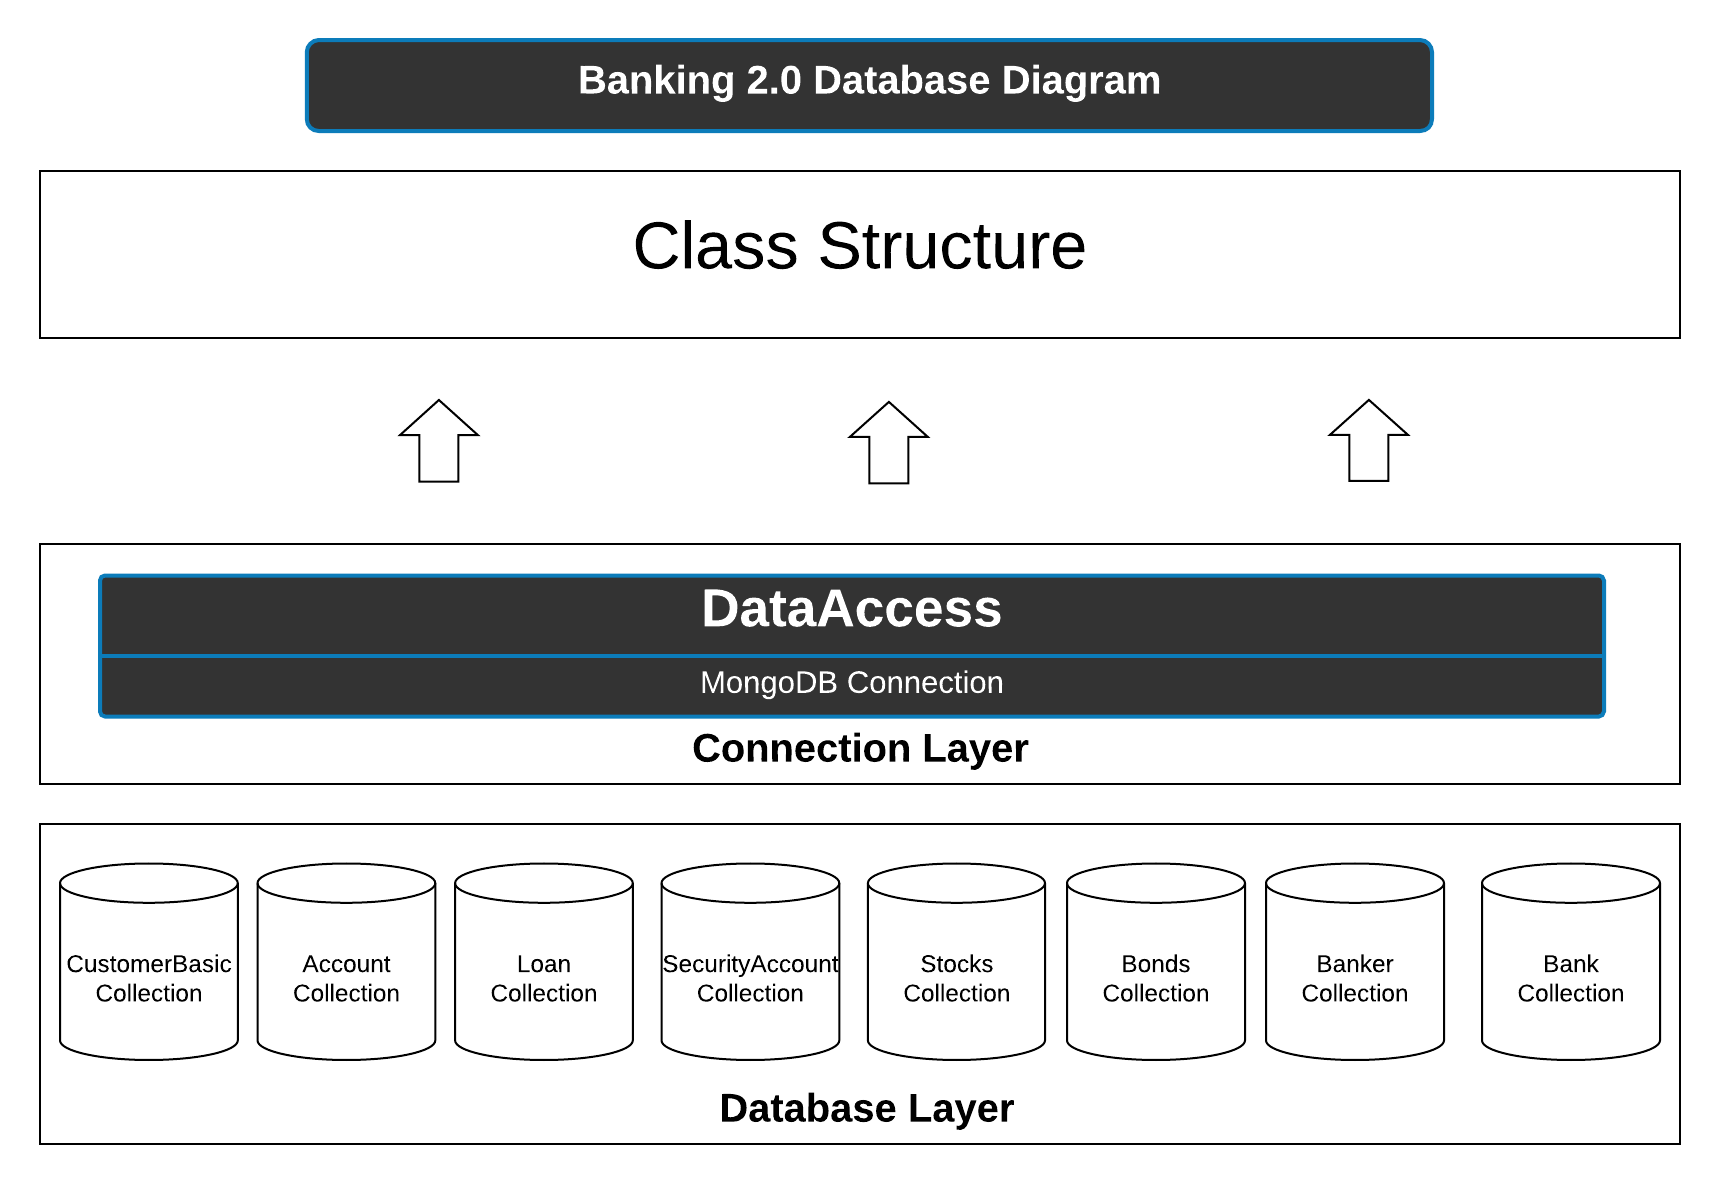 Banking 2.0 Database Diagram
Class Structure
DataAccess
MongoDB Connection
Connection Layer
CustomerBasic
Collection
Account
Collection
Loan
Collection
SecurityAccount
Collection
Stocks
Collection
Bonds
Collection
Banker
Collection
Bank
Collection
Database Layer